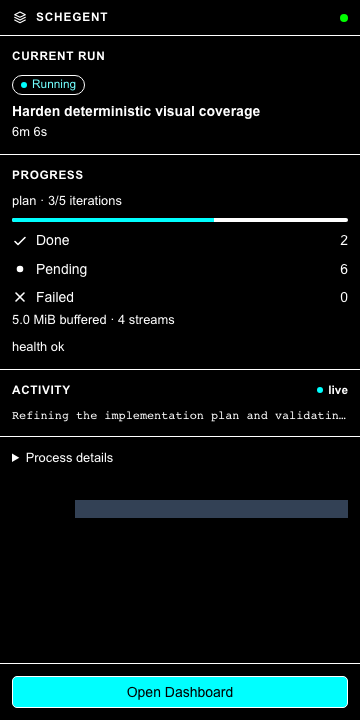 SCHEGENT
CURRENT RUN
Running
Harden deterministic visual coverage
6m 6s
PROGRESS
plan · 3/5 iterations
Done 2
Pending 6
Failed 0
5.0 MiB buffered · 4 streams
health ok
ACTIVITY live
Refining the implementation plan and validatin…
Process details
Open Dashboard